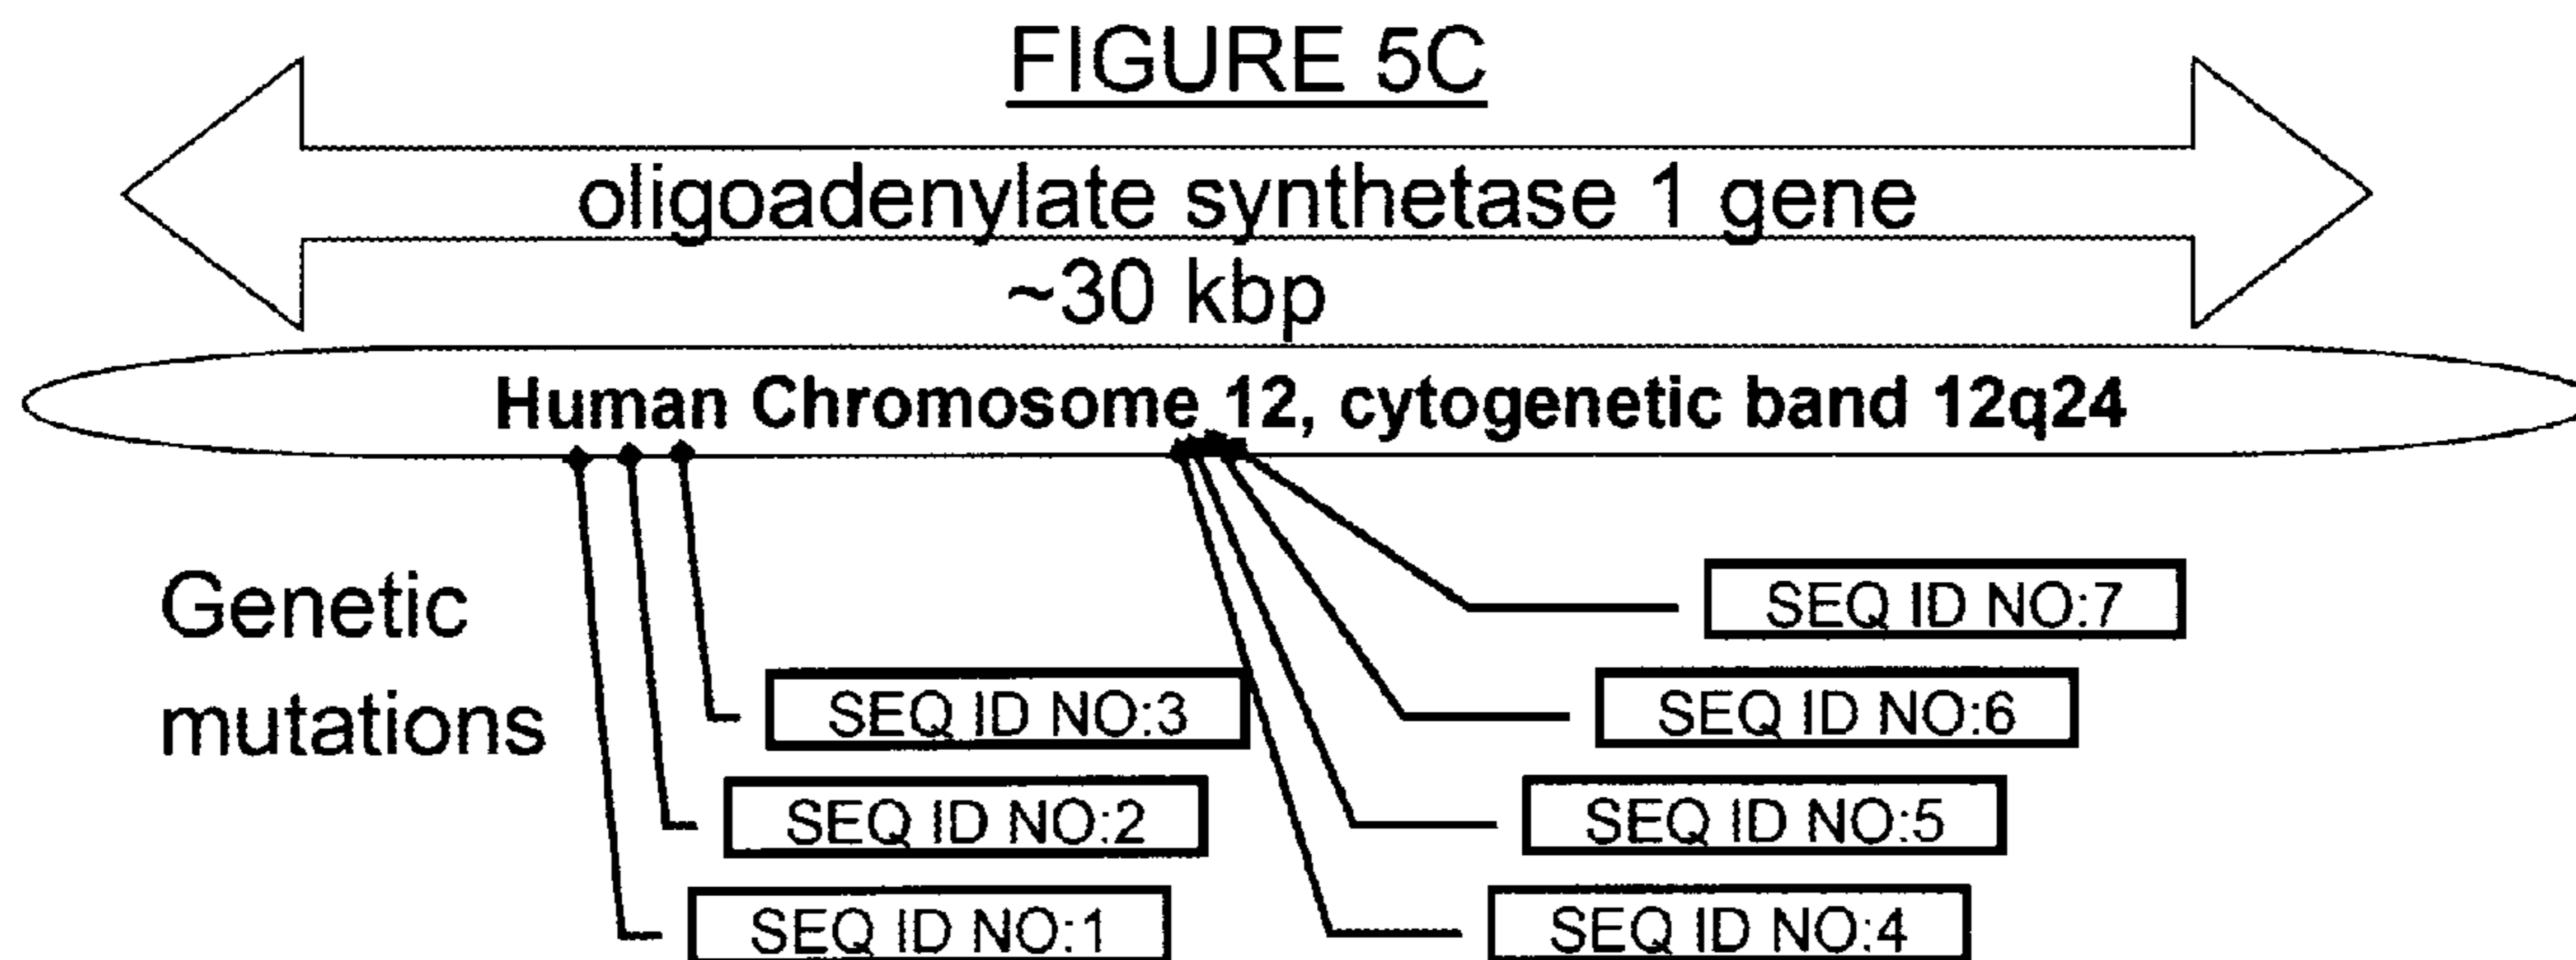 FIGURE 5C
oligoadenylate synthetase 1 gene
~30 kbp
Human Chromosome 12, cytogenetic band 12q24
Genetic
mutations
SEQ ID NO:3
SEQ ID NO:2
SEQ ID NO:1
SEQ ID NO:7
SEQ ID NO:6
SEQ ID NO:5
SEQ ID NO:4